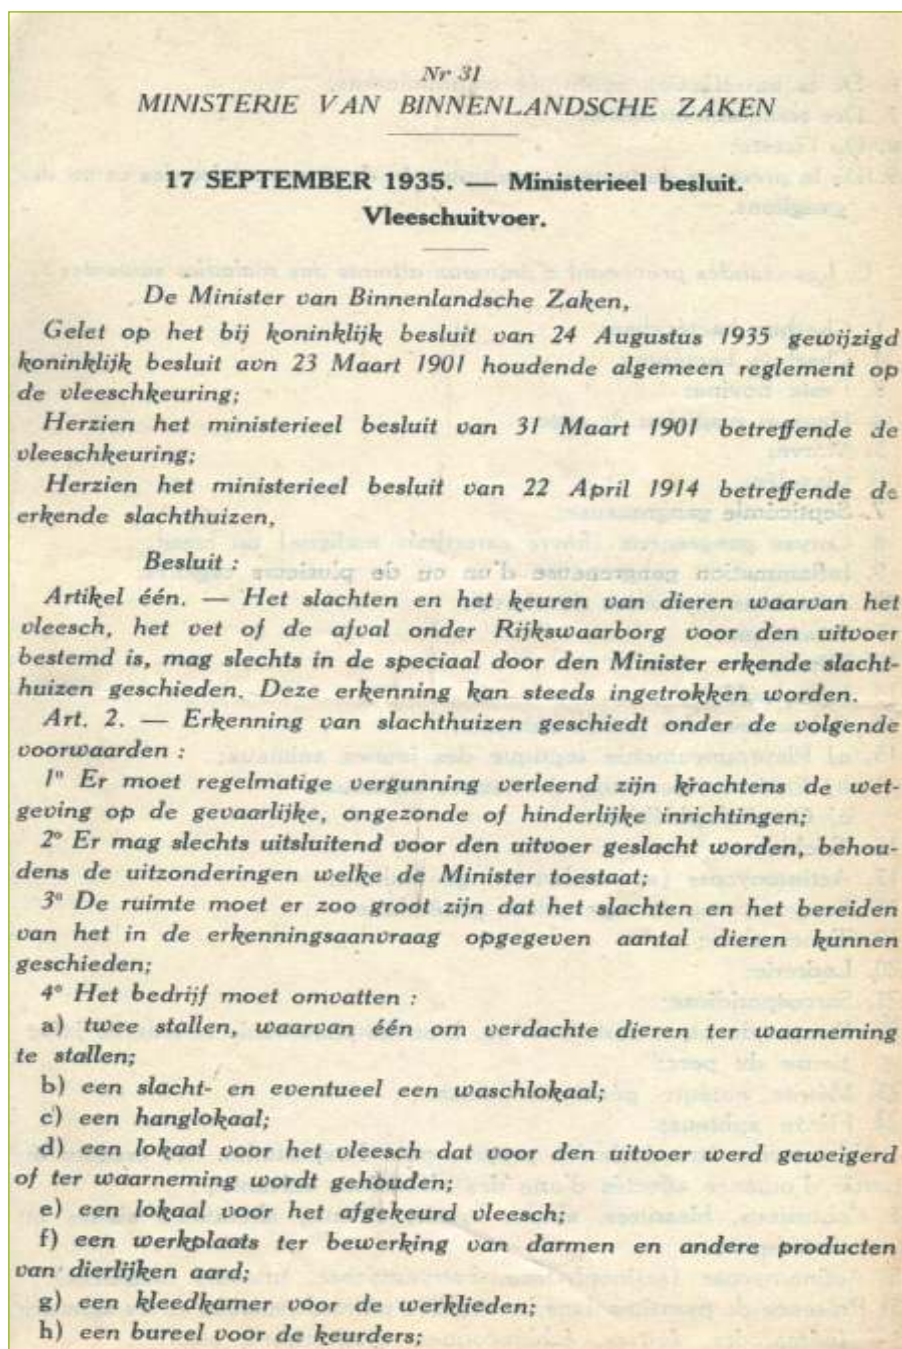 Nr 31
MINISTERIE VAN BINNENLANDSCHE ZAKEN
17 SEPTEMBER 1935. — Ministerieel besluit.
Vleeschuitvoer.
De Minister van Binnenlandsche Zaken,
Gelet op het bij koninklijk besluit van 24 Augustus 1935 gewijzigd
koninklijk besluit avn 23 Maart 1901 houdende algemeen reglement op
de vleeschkeuring;
Herzien het ministerieel besluit van 31 Maart 1901 betreffende de
vleeschkeuring;
Herzien het ministerieel besluit van 22 April 1914 betreffende de
erkende slachthuizen,
Besluit :
Artikel één. — Het slachten en het keuren van dieren waarvan het
vleesch, het vet of de afval onder Rijkswaarborg voor den uitvoer
bestemd is, mag slechts in de speciaal door den Minister erkende slacht-
huizen geschieden. Deze erkenning kan steeds ingetrokken worden.
Art. 2. — Erkenning van slachthuizen geschiedt onder de volgende
voorwaarden :
1° Er moet regelmatige vergunning verleend zijn krachtens de wet-
geving op de gevaarlijke, ongezonde of hinderlijke inrichtingen;
2° Er mag slechts uitsluitend voor den uitvoer geslacht worden, behou-
dens de uitzonderingen welke de Minister toestaat;
3° De ruimte moet er zoo groot zijn dat het slachten en het bereiden
van het in de erkenningsaanvraag opgegeven aantal dieren kunnen
geschieden;
4° Het bedrijf moet omvatten :
a) twee stallen, waarvan één om verdachte dieren ter waarneming
te stallen;
b) een slacht- en eventueel een waschlokaal;
c) een hanglokaal;
d) een lokaal voor het vleesch dat voor den uitvoer werd geweigerd
of ter waarneming wordt gehouden;
e) een lokaal voor het afgekeurd vleesch;
f) een werkplaats ter bewerking van darmen en andere producten
van dierlijken aard;
g) een kleedkamer voor de werklieden;
h) een bureel voor de keurders;